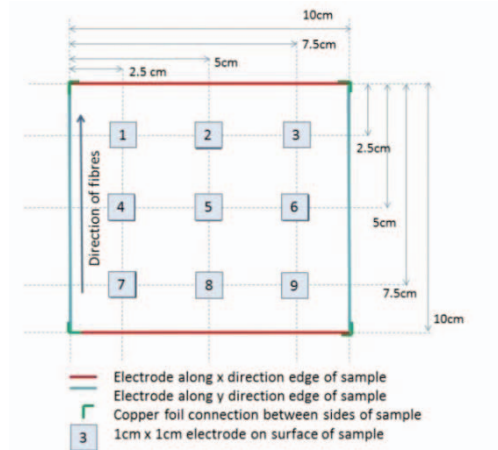 10cm
7.5cm
5cm
2.5 cm
1 2 3
2.5cm
Direction of fibres
4 5 6
5cm
7 8 9
7.5cm
10cm
Electrode along x direction edge of sample
Electrode along y direction edge of sample
Copper foil connection between sides of sample
3 1cm x 1cm electrode on surface of sample